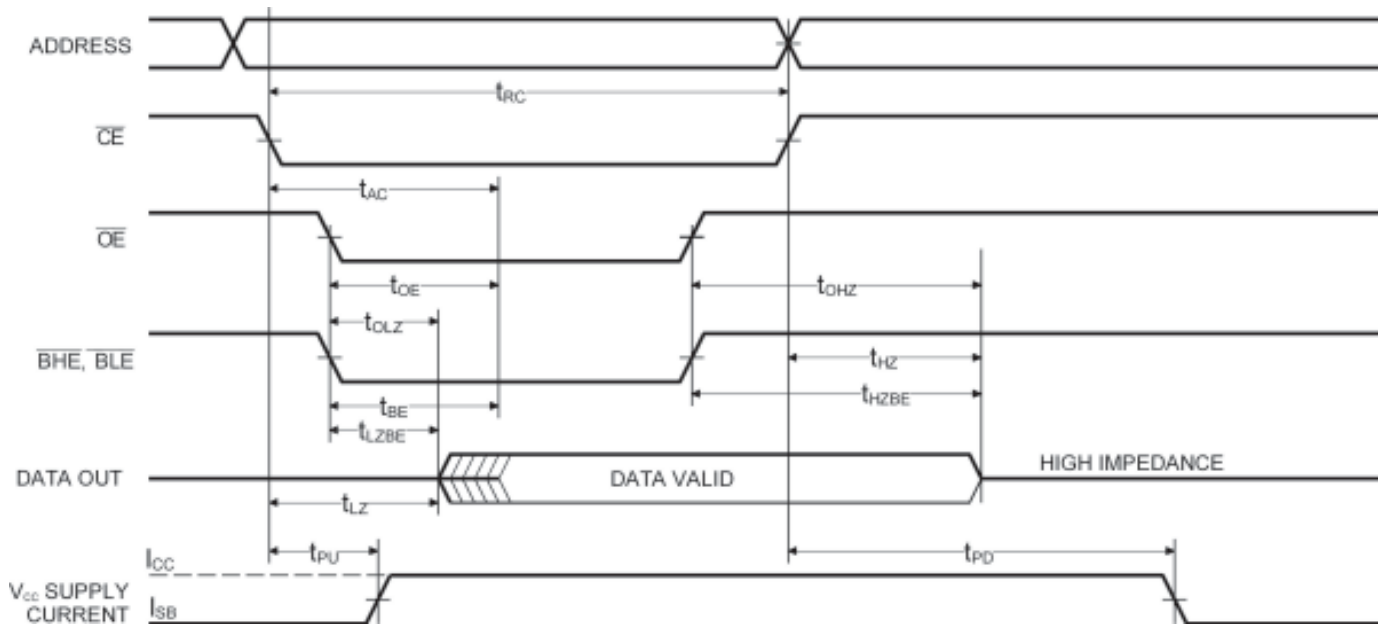 ADDRESS
tRC
CE
tAC
OE
tOE
tOHZ
tOLZ
BHE, BLE
tHZ
tBE
tHZBE
tLZBE
DATA OUT
DATA VALID
HIGH IMPEDANCE
tLZ
ICC
tPU
tPD
Vcc SUPPLY
CURRENT
ISB